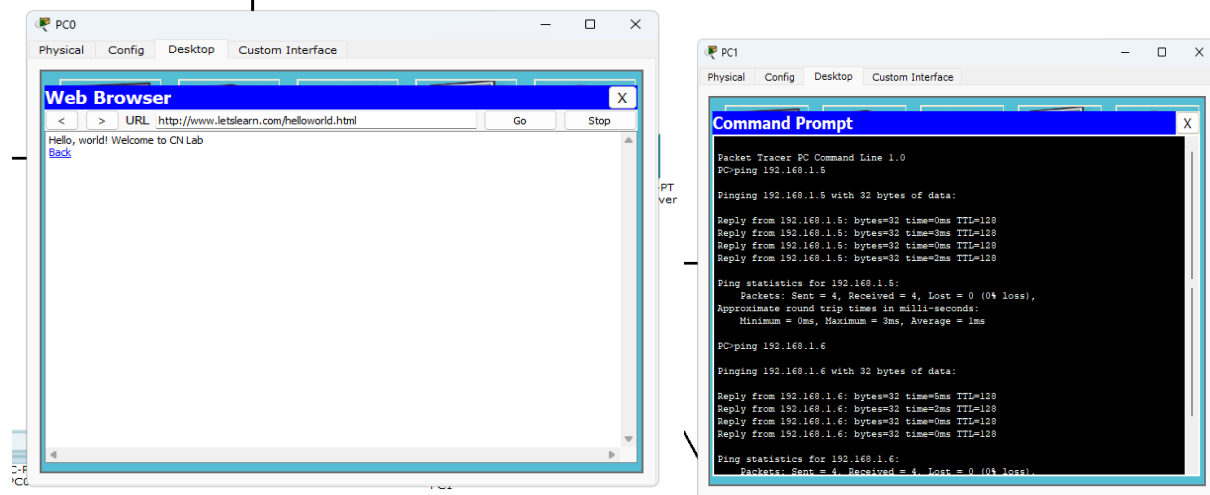 PC0
Physical Config Desktop Custom Interface
Web Browser X
< > URL http://www.letslearn.com/helloworld.html Go Stop
Hello, world! Welcome to CN Lab
Back
-PT
ver
C-P
PC0
PC1
Physical Config Desktop Custom Interface
Command Prompt X
Packet Tracer PC Command Line 1.0
PC>ping 192.168.1.5
Pinging 192.168.1.5 with 32 bytes of data:
Reply from 192.168.1.5: bytes=32 time=0ms TTL=128
Reply from 192.168.1.5: bytes=32 time=3ms TTL=128
Reply from 192.168.1.5: bytes=32 time=0ms TTL=128
Reply from 192.168.1.5: bytes=32 time=2ms TTL=128
Ping statistics for 192.168.1.5:
Packets: Sent = 4, Received = 4, Lost = 0 (0% loss),
Approximate round trip times in milli-seconds:
Minimum = 0ms, Maximum = 3ms, Average = 1ms
PC>ping 192.168.1.6
Pinging 192.168.1.6 with 32 bytes of data:
Reply from 192.168.1.6: bytes=32 time=5ms TTL=128
Reply from 192.168.1.6: bytes=32 time=2ms TTL=128
Reply from 192.168.1.6: bytes=32 time=0ms TTL=128
Reply from 192.168.1.6: bytes=32 time=0ms TTL=128
Ping statistics for 192.168.1.6:
Packets: Sent = 4, Received = 4, Lost = 0 (0% loss),